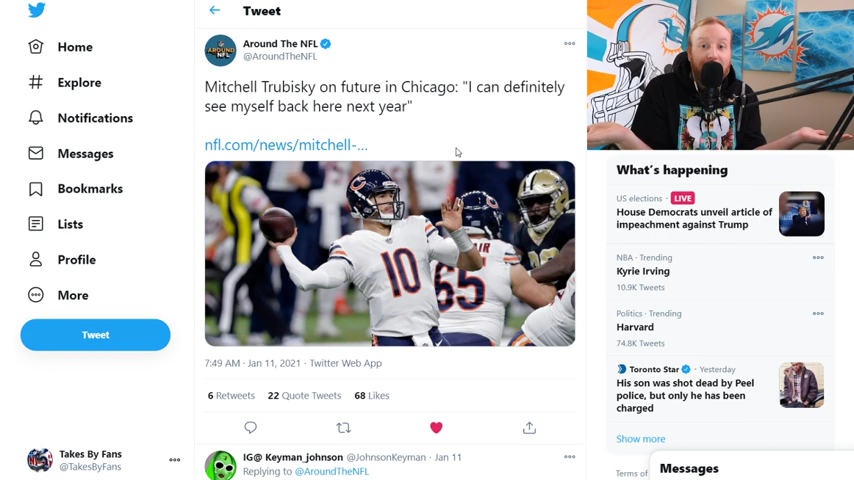 Home
Explore
Notifications
Messages
Bookmarks
Lists
Profile
More
Tweet
Takes By Fans
@TakesByFans
Tweet
Around The NFL
@AroundTheNFL
Mitchell Trubisky on future in Chicago: "I can definitely
see myself back here next year"
nfl.com/news/mitchell-...
10
65
7:49 AM · Jan 11, 2021 · Twitter Web App
6 Retweets 22 Quote Tweets 68 Likes
IG@ Keyman_johnson @JohnsonKeyman · Jan 11
Replying to @AroundTheNFL
What's happening
US elections LIVE
House Democrats unveil article of
impeachment against Trump
NBA · Trending
Kyrie Irving
10.9K Tweets
Politics · Trending
Harvard
74.8K Tweets
Toronto Star · Yesterday
His son was shot dead by Peel
police, but only he has been
charged
Show more
Terms of
Messages